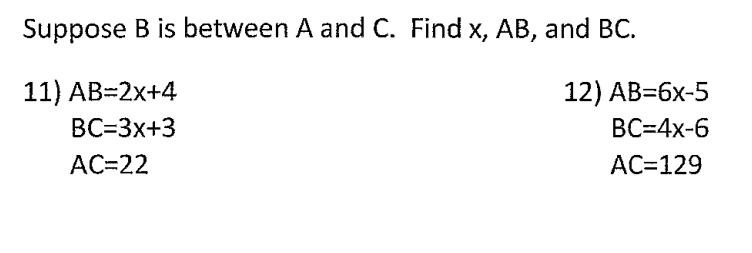 Suppose B is between A and C. Find x, AB, and BC.
11) AB=2x+4
BC=3x+3
AC=22
12) AB=6x-5
BC=4x-6
AC=129